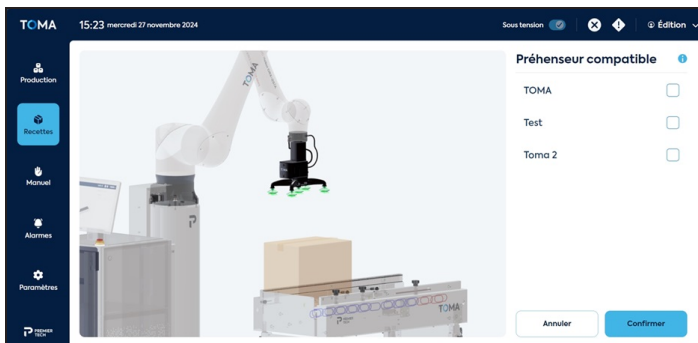 TOMA
15:23 mercredi 27 novembre 2024
Sous tension
Édition
Production
Recettes
Manuel
Alarmes
Paramètres
PREMIER TECH
TOMA
TOMA
Préhenseur compatible
TOMA
Test
Toma 2
Annuler
Confirmer